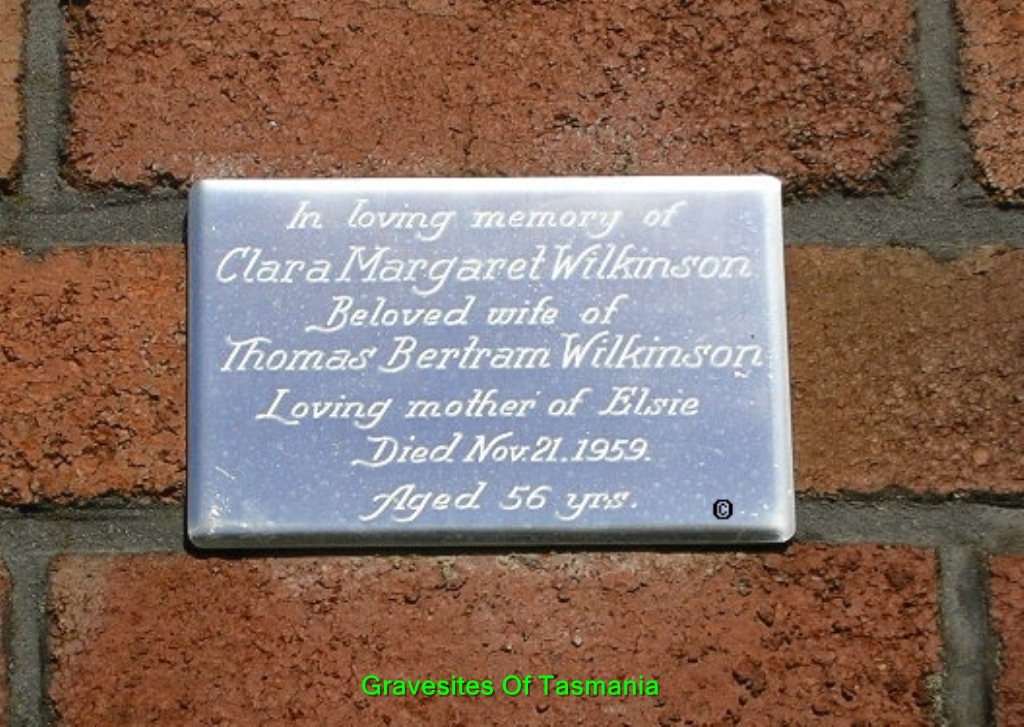 In loving memory of
Clara Margaret Wilkinson
Beloved wife of
Thomas Bertram Wilkinson
Loving mother of Elsie
Died Nov. 21. 1959.
Aged 56 yrs.
©
Gravesites Of Tasmania